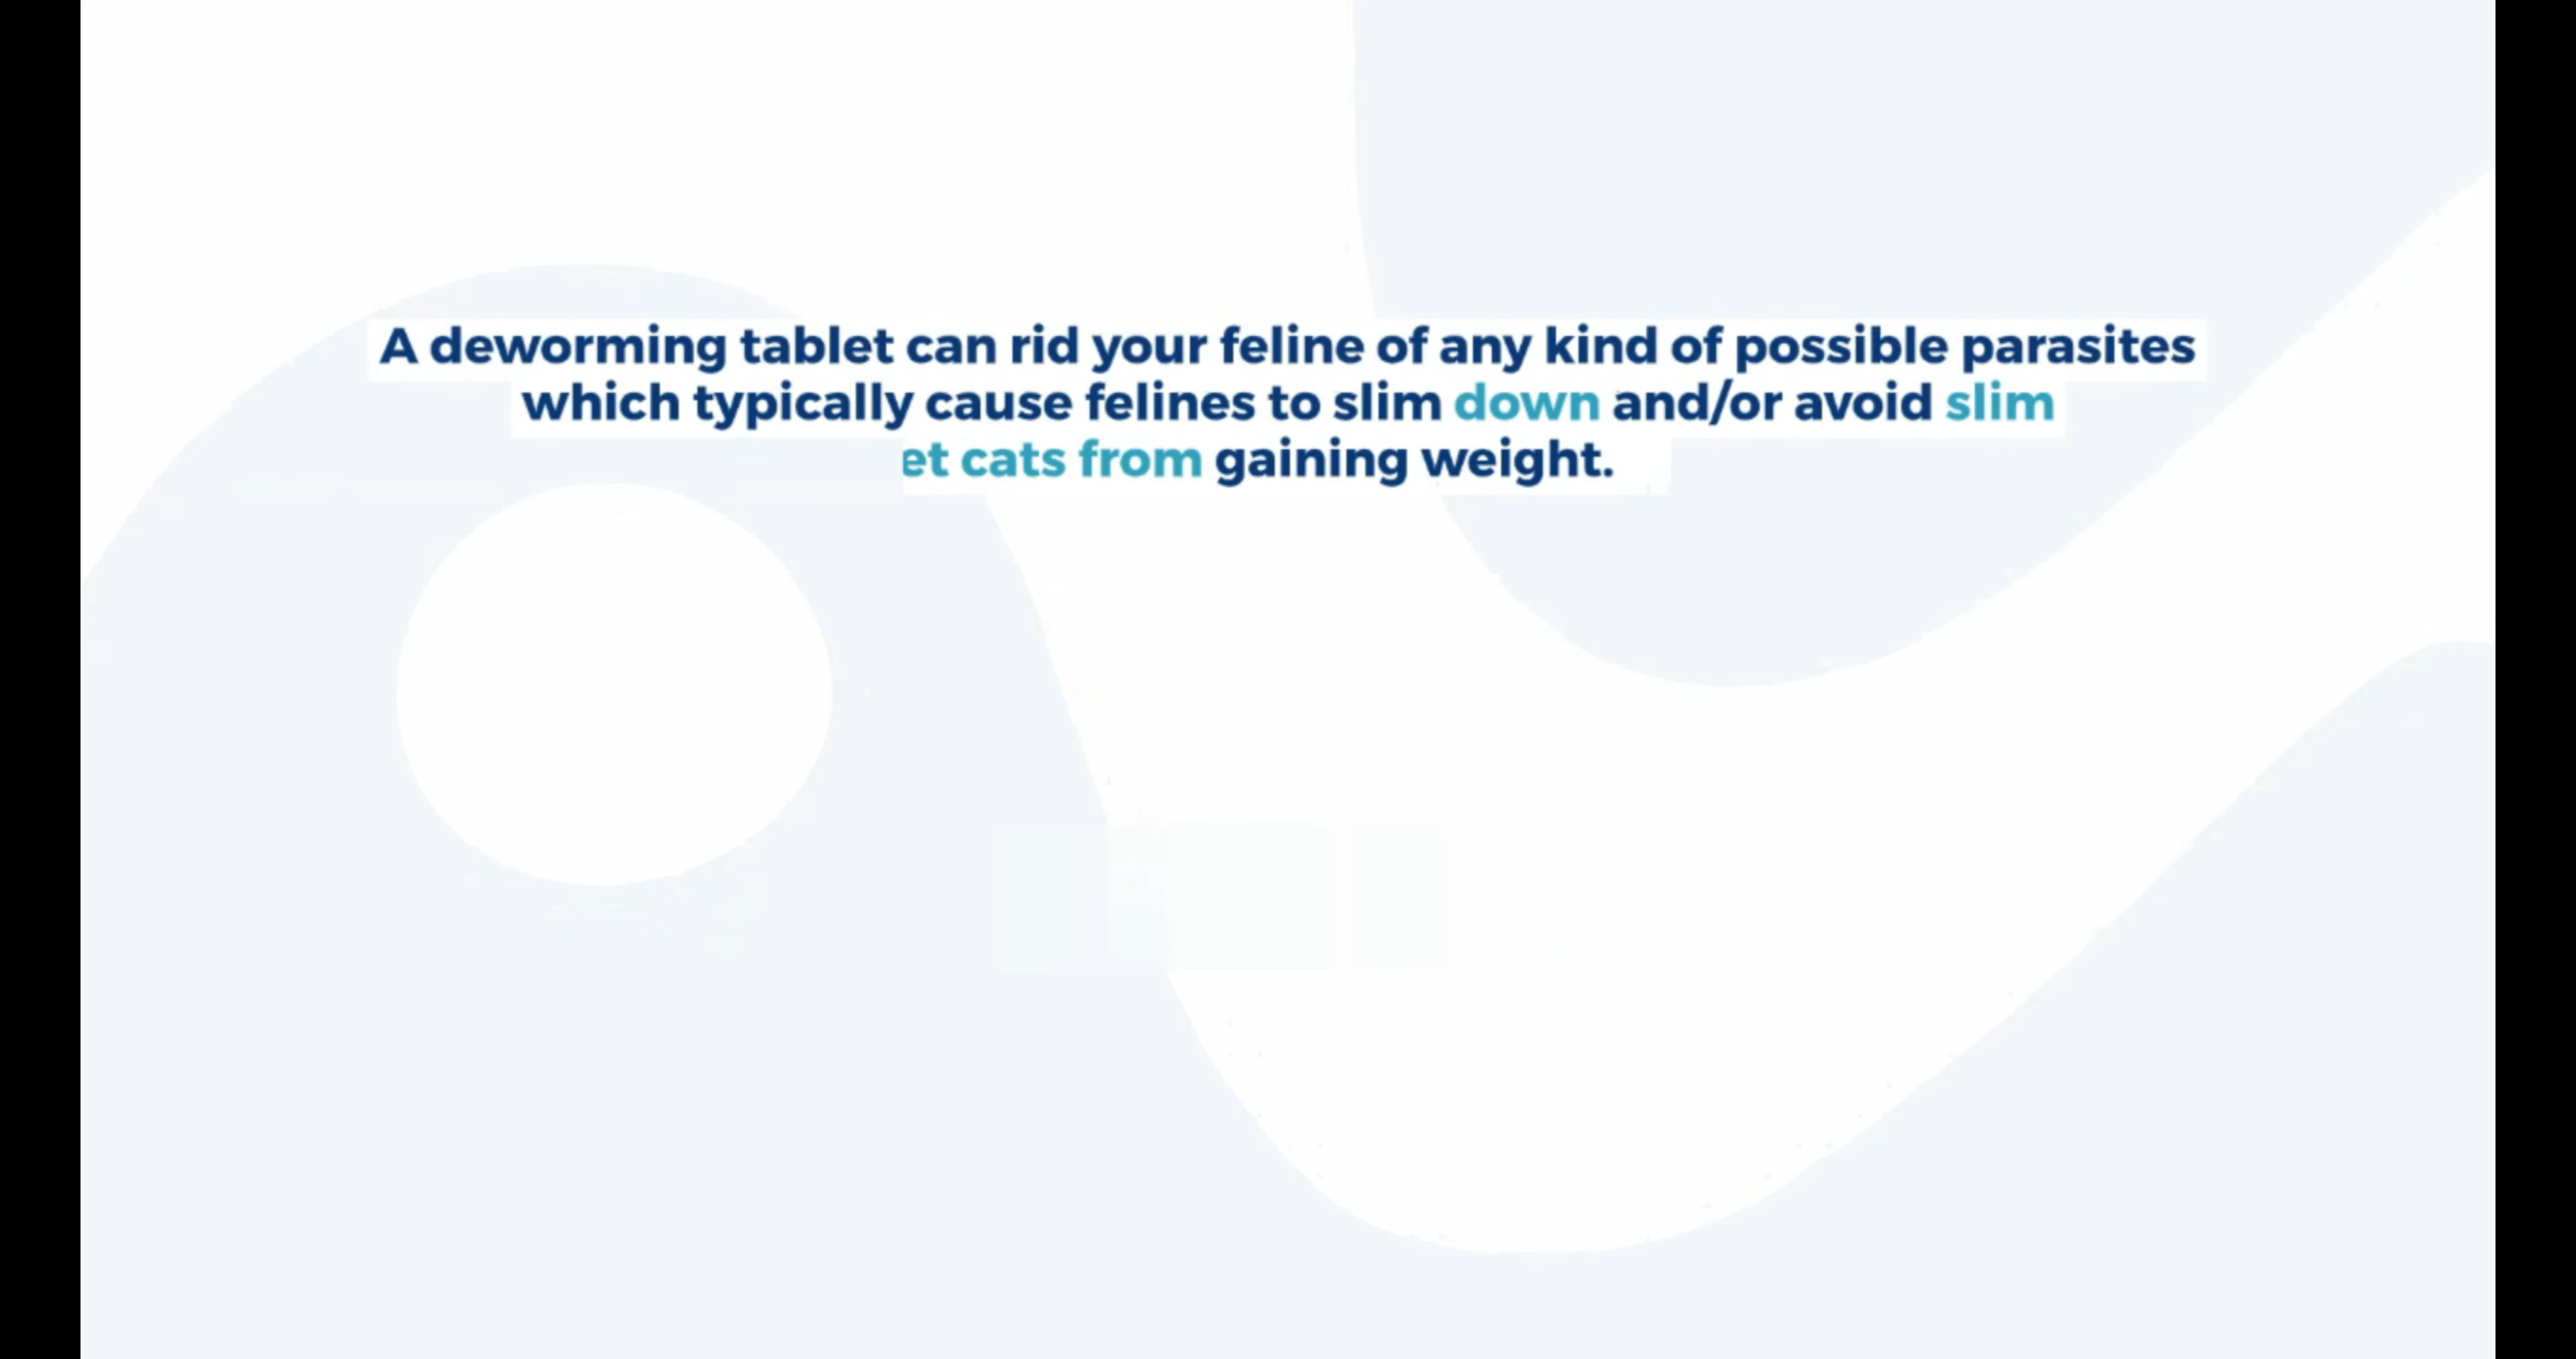 A deworming tablet can rid your feline of any kind of possible parasites
which typically cause felines to slim down and/or avoid slim
et cats from gaining weight.